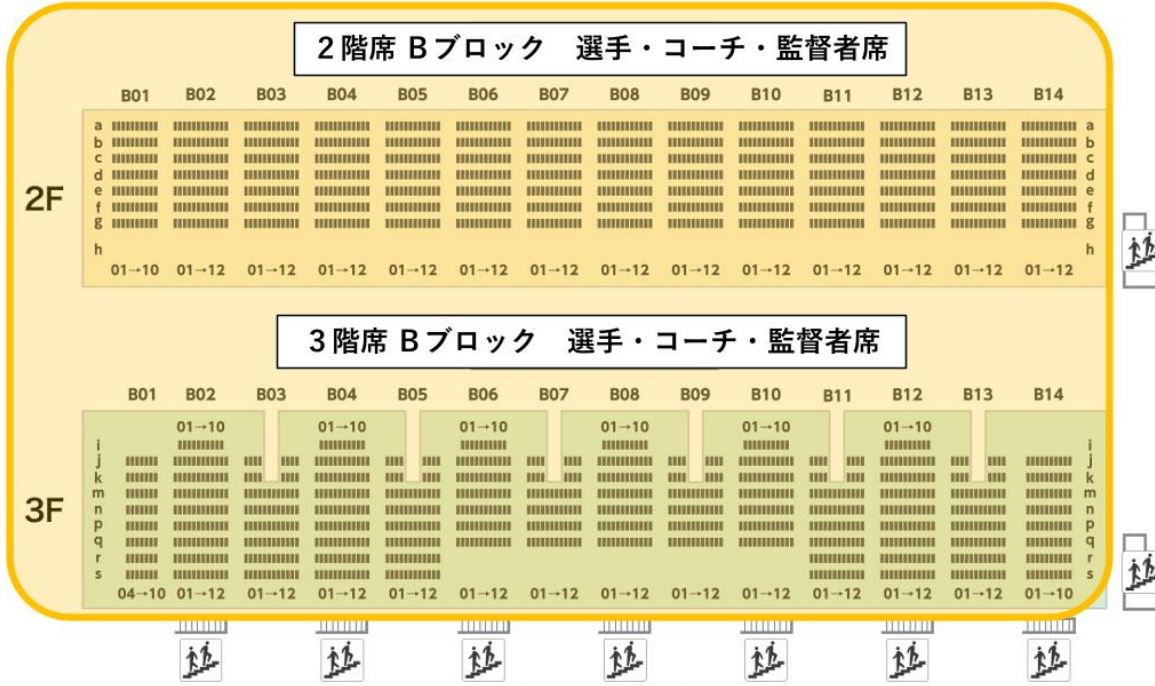 2階席 Bブロック 選手・コーチ・監督者席
B01 B02 B03 B04 B05 B06 B07 B08 B09 B10 B11 B12 B13 B14
2F
a a
b b
c c
d d
e e
f f
g g
h h
01→10 01→12 01→12 01→12 01→12 01→12 01→12 01→12 01→12 01→12 01→12 01→12 01→12 01→12
3階席 Bブロック 選手・コーチ・監督者席
B01 B02 B03 B04 B05 B06 B07 B08 B09 B10 B11 B12 B13 B14
01→10 01→10 01→10 01→10 01→10 01→10
3F
i i
j j
k k
m m
n n
p p
q q
r r
s s
04→10 01→12 01→12 01→12 01→12 01→12 01→12 01→12 01→12 01→12 01→12 01→12 01→12 01→10